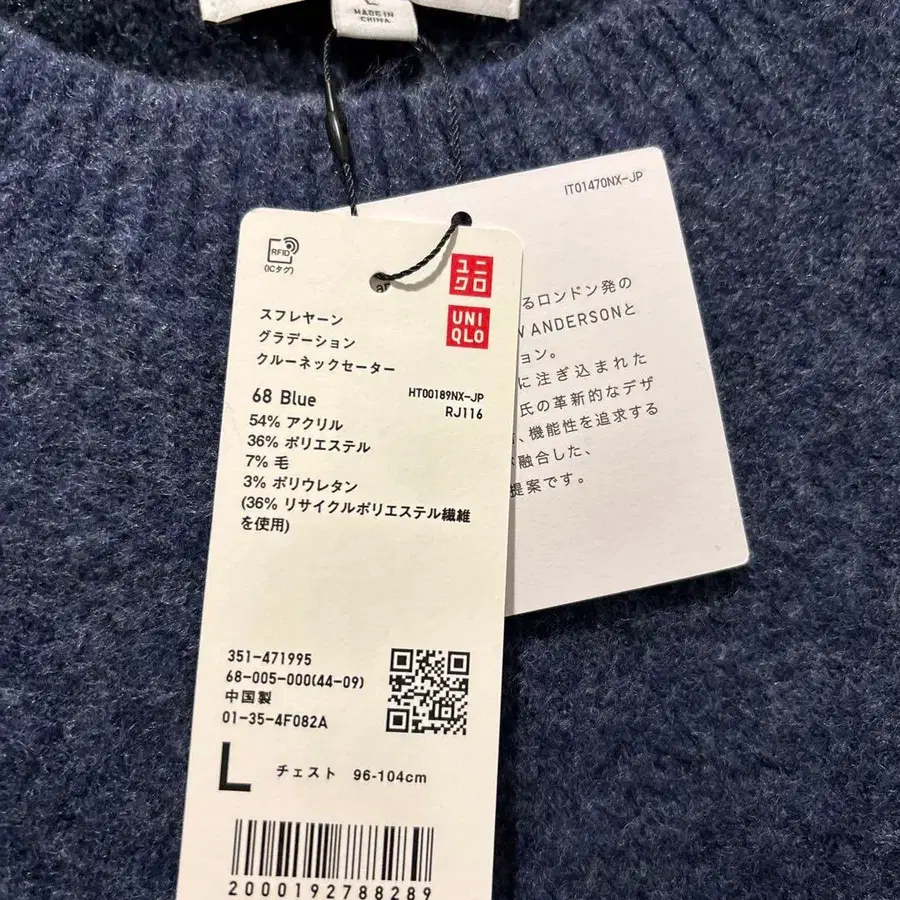 MADE IN
CHINA
IT01470NX-JP
RFID
(ICタグ)
ユニ
クロ
UNI
QLO
スフレヤーン
グラデーション
クルーネックセーター
68 Blue
HT00189NX-JP
RJ116
54% アクリル
36% ポリエステル
7% 毛
3% ポリウレタン
(36% リサイクルポリエステル繊維
を使用)
るロンドン発の
ANDERSONと
ョン。
に注ぎ込まれた
氏の革新的なデザ
、機能性を追求する
融合した、
提案です。
351-471995
68-005-000(44-09)
中国製
01-35-4F082A
L チェスト 96-104cm
2000192788289